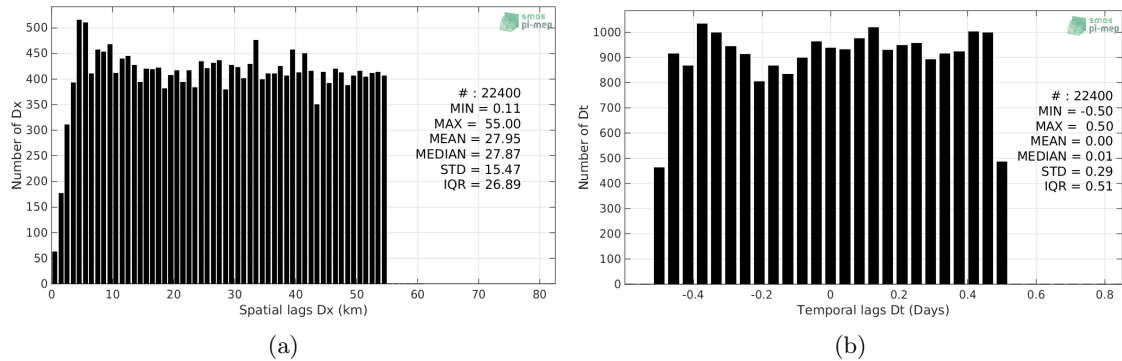 smos
pi-mep
Number of Dx
500
450
400
350
300
250
200
150
100
50
0
# : 22400
MIN = 0.11
MAX = 55.00
MEAN = 27.95
MEDIAN = 27.87
STD = 15.47
IQR = 26.89
0 10 20 30 40 50 60 70 80
Spatial lags Dx (km)
(a)
smos
pi-mep
Number of Dt
1000
900
800
700
600
500
400
300
200
100
0
# : 22400
MIN = -0.50
MAX = 0.50
MEAN = 0.00
MEDIAN = 0.01
STD = 0.29
IQR = 0.51
-0.4 -0.2 0 0.2 0.4 0.6 0.8
Temporal lags Dt (Days)
(b)